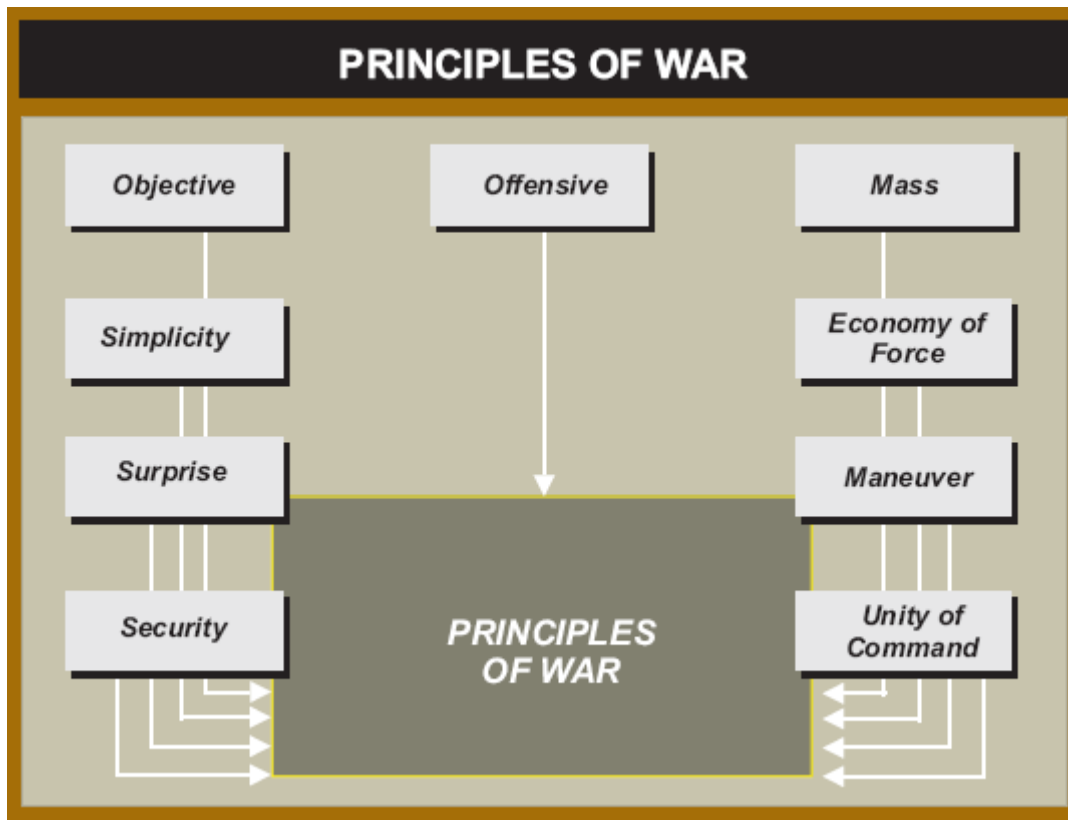 PRINCIPLES OF WAR
Objective
Offensive
Mass
Simplicity
Economy of
Force
Surprise
Maneuver
Security
PRINCIPLES
OF WAR
Unity of
Command